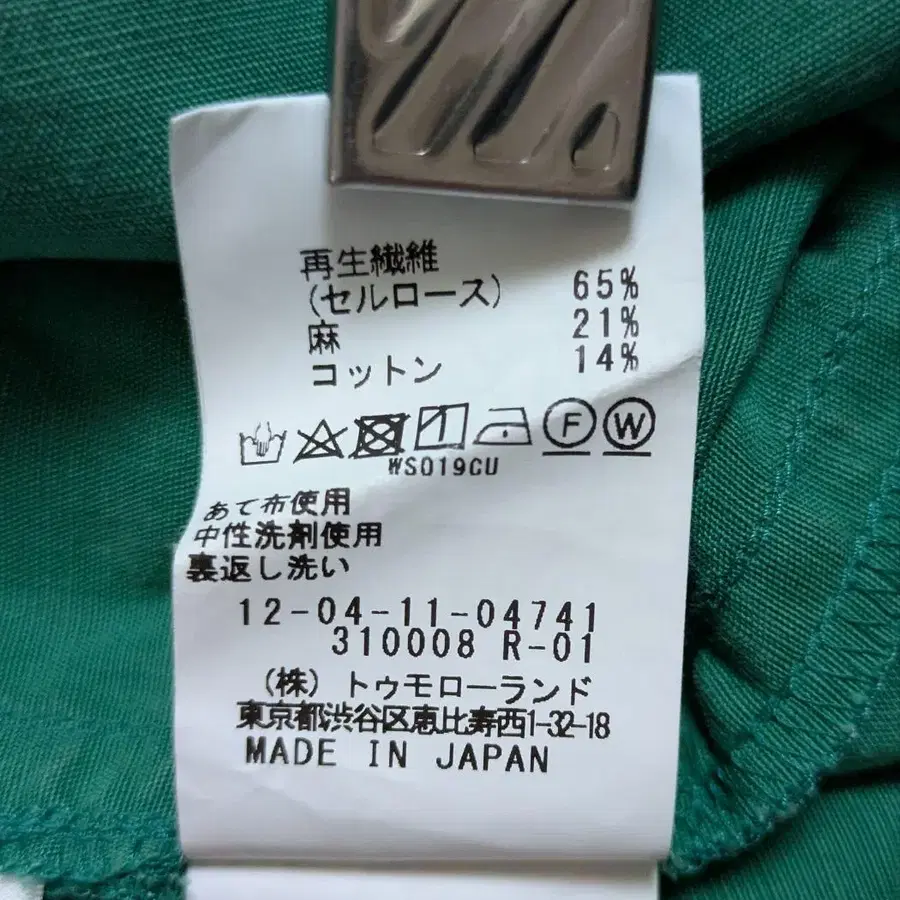 再生繊維
(セルロース) 65%
麻 21%
コットン 14%
F W
WS019CU
あて布使用
中性洗剤使用
裏返し洗い
12-04-11-04741
310008 R-01
(株) トゥモローランド
東京都渋谷区恵比寿西1-32-18
MADE IN JAPAN